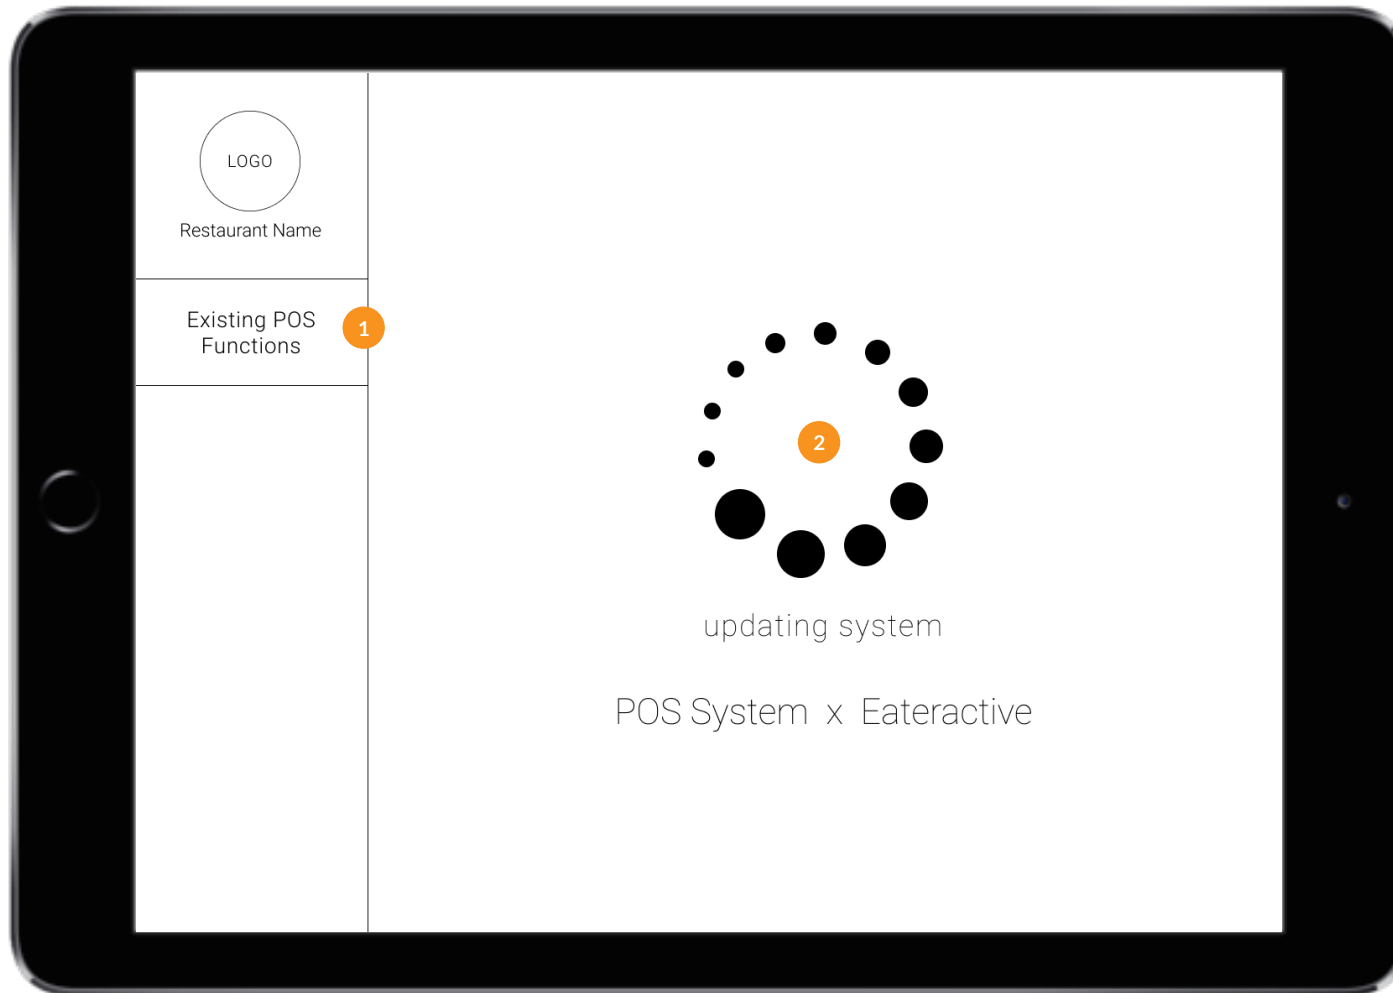 LOGO
Restaurant Name
Existing POS
Functions
1
2
updating system
POS System x Eateractive